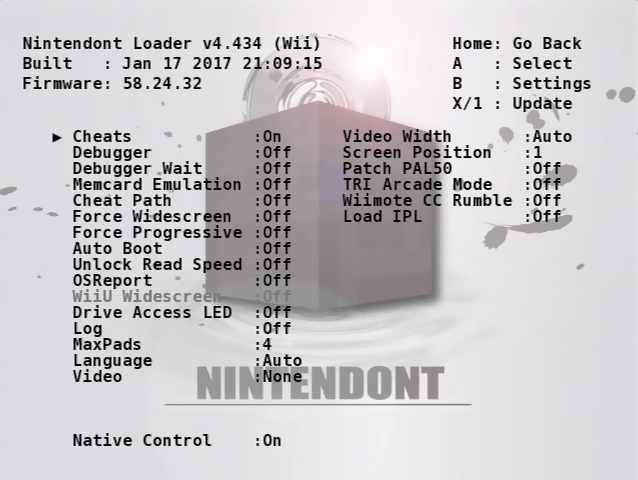 Nintendont Loader v4.434 (Wii) Home: Go Back
Built : Jan 17 2017 21:09:15 A : Select
Firmware: 58.24.32 B : Settings
X/1 : Update
▶ Cheats :On Video Width :Auto
Debugger :Off Screen Position :1
Debugger Wait :Off Patch PAL50 :Off
Memcard Emulation :Off TRI Arcade Mode :Off
Cheat Path :Off Wiimote CC Rumble :Off
Force Widescreen :Off Load IPL :Off
Force Progressive :Off
Auto Boot :Off
Unlock Read Speed :Off
OSReport :Off
WiiU Widescreen :Off
Drive Access LED :Off
Log :Off
MaxPads :4
Language :Auto
Video :None
NINTENDONT
Native Control :On